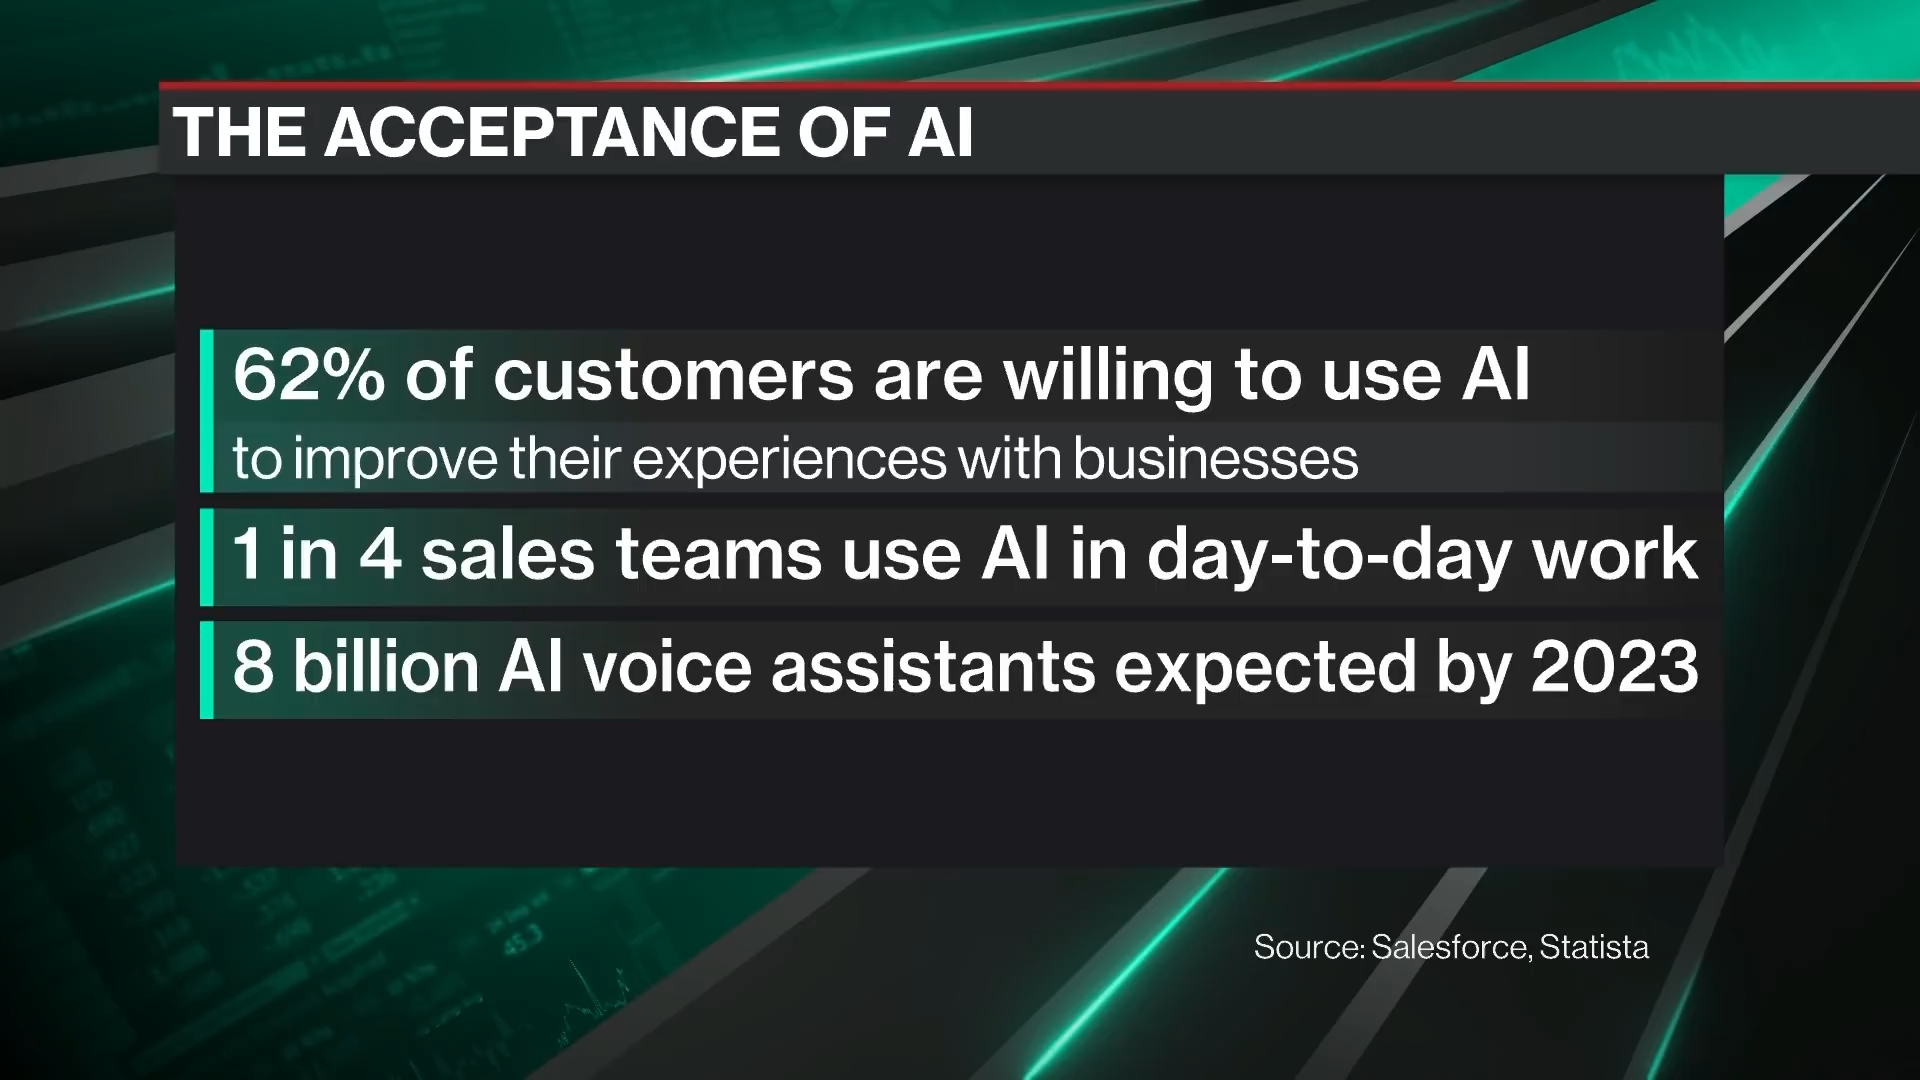 THE ACCEPTANCE OF AI
62% of customers are willing to use AI
to improve their experiences with businesses
1 in 4 sales teams use AI in day-to-day work
8 billion AI voice assistants expected by 2023
45.3
Source: Salesforce, Statista